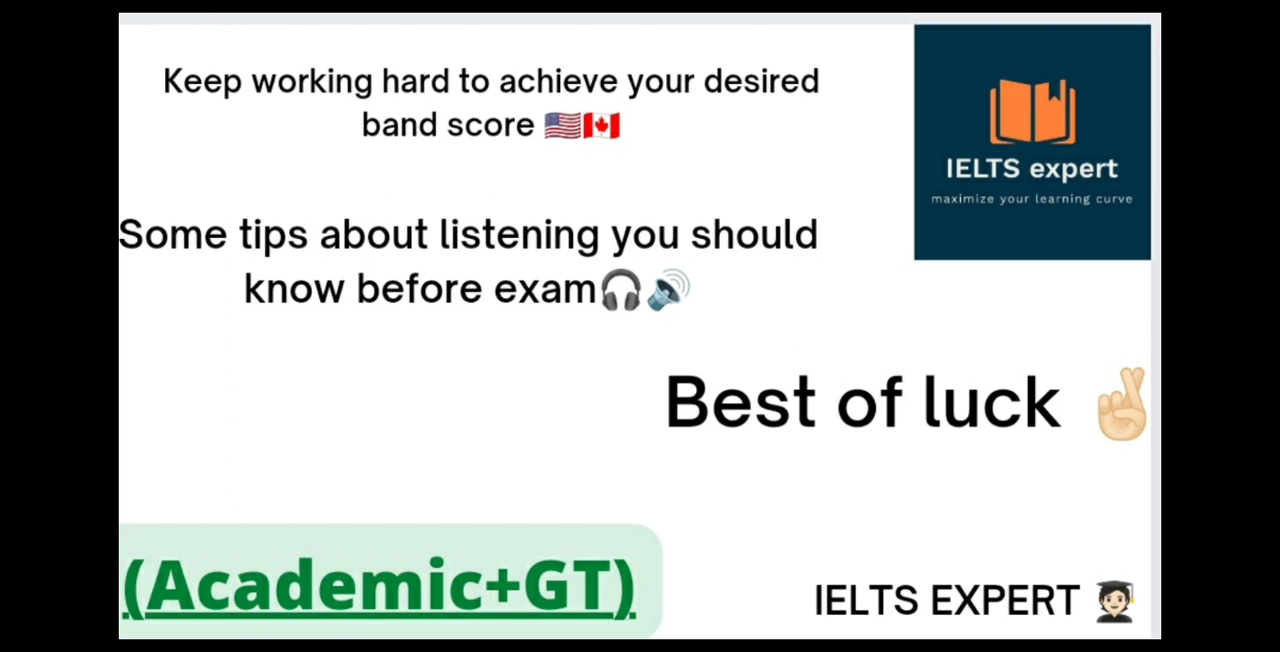 Keep working hard to achieve your desired
band score 🇺🇸🇨🇦
IELTS expert
maximize your learning curve
Some tips about listening you should
know before exam🎧🔊
Best of luck 🤞🏻
(Academic+GT)
IELTS EXPERT 🧑🏻‍🎓